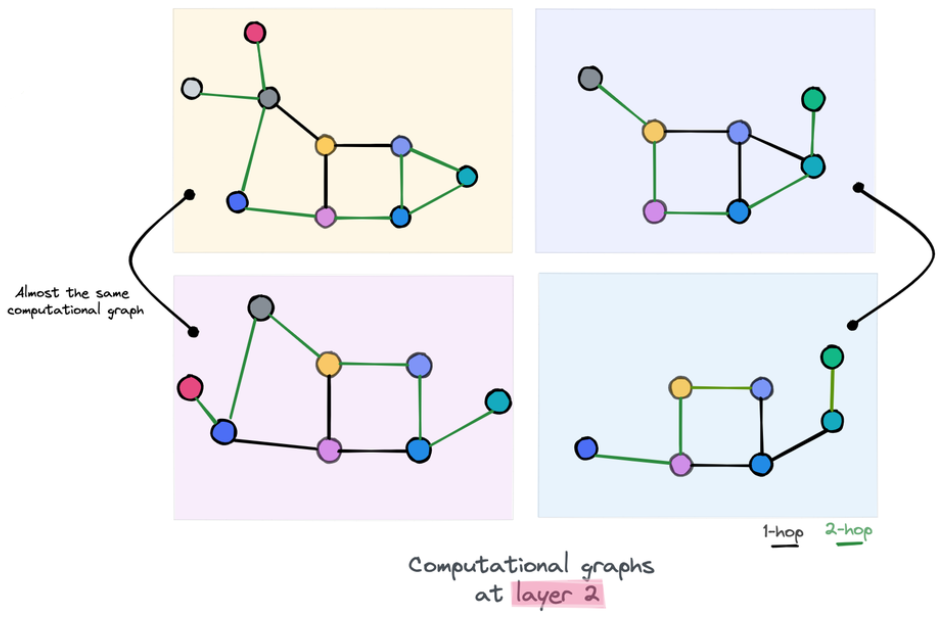 Almost the same
computational graph
1-hop
2-hop
Computational graphs
at layer 2